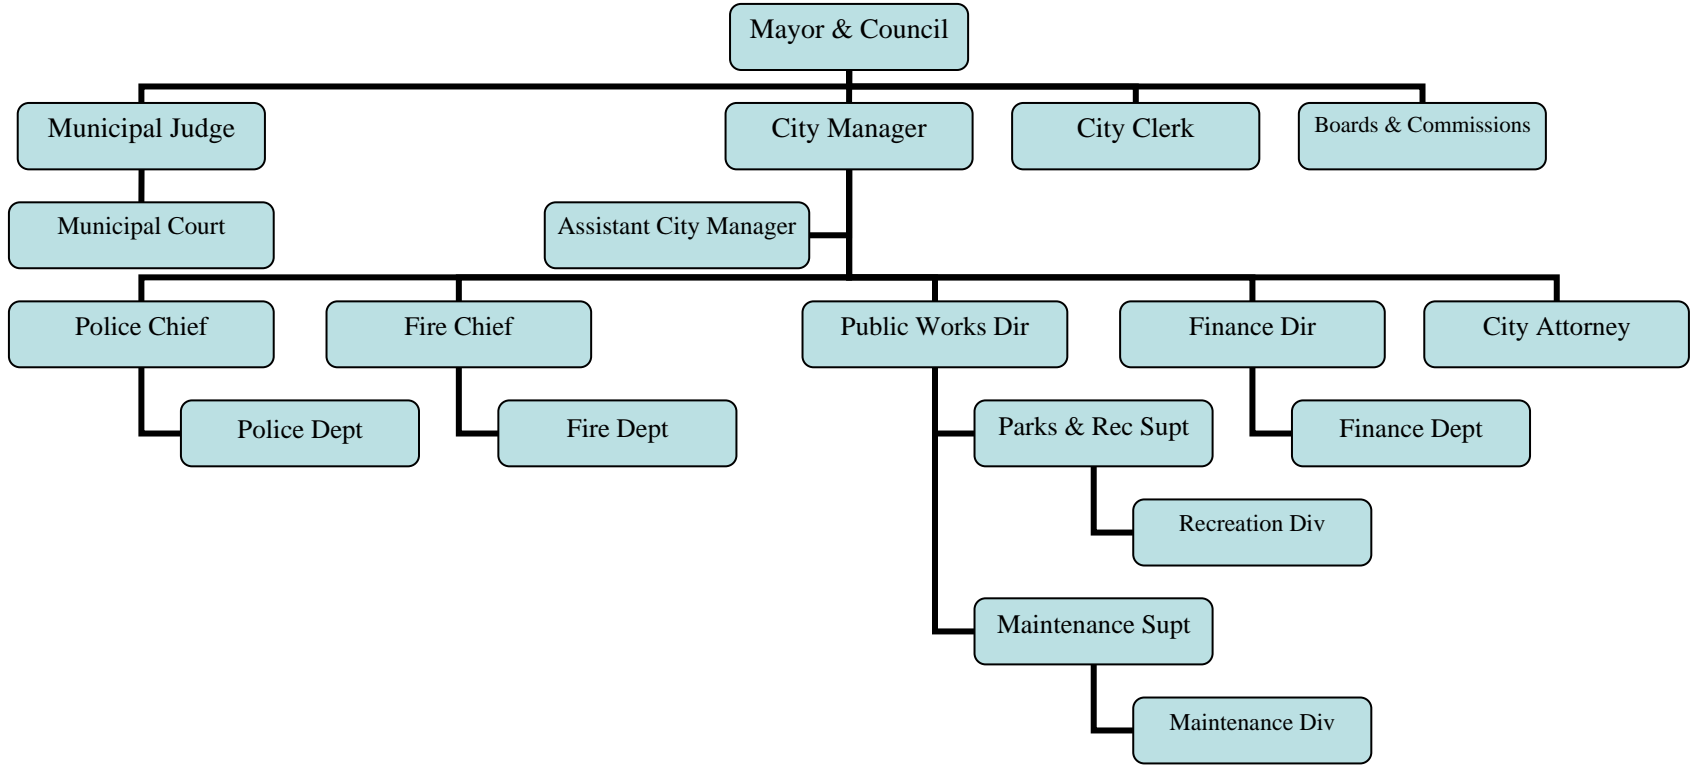 Mayor & Council
Municipal Judge
City Manager
City Clerk
Boards & Commissions
Municipal Court
Assistant City Manager
Police Chief
Fire Chief
Public Works Dir
Finance Dir
City Attorney
Police Dept
Fire Dept
Parks & Rec Supt
Finance Dept
Recreation Div
Maintenance Supt
Maintenance Div